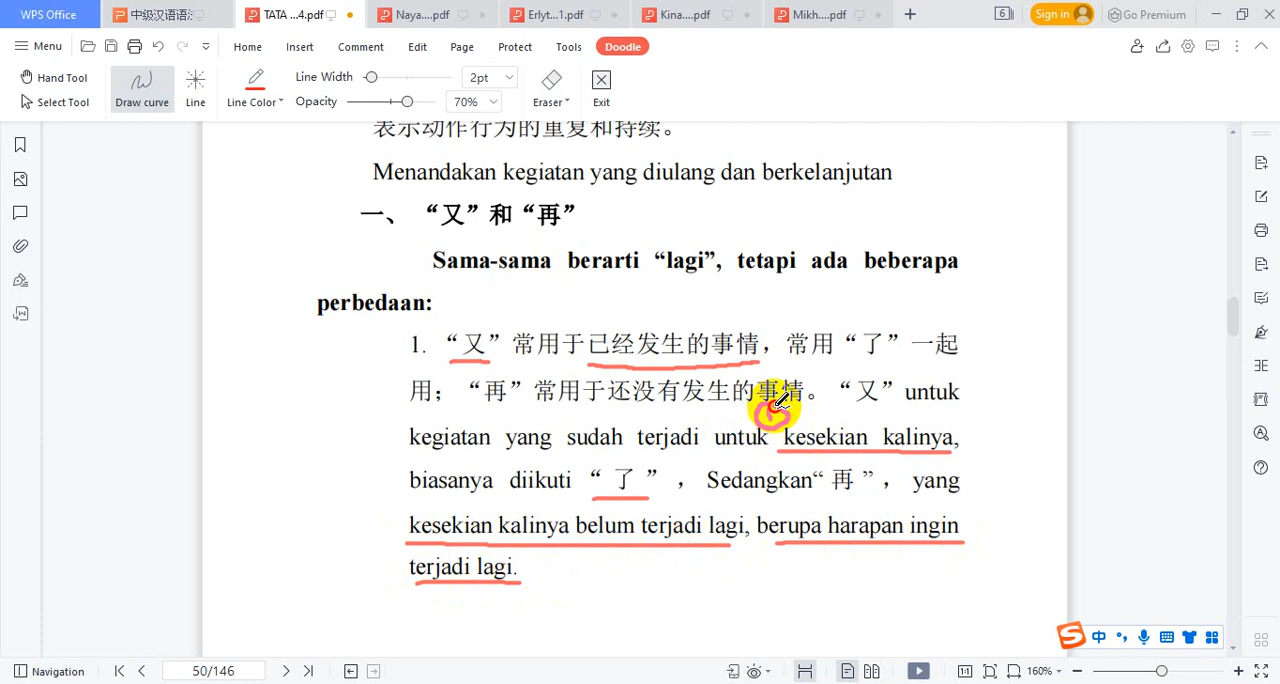 WPS Office
中级汉语语法
TATA ...4.pdf
Naya....pdf
Erlyt...1.pdf
Kina....pdf
Mikh....pdf
6
Sign in
Go Premium
Menu
Home
Insert
Comment
Edit
Page
Protect
Tools
Doodle
Hand Tool
Select Tool
Draw curve
Line
Line Color
Line Width
2pt
Opacity
70%
Eraser
Exit
表示动作行为的重复和持续。
Menandakan kegiatan yang diulang dan berkelanjutan
一、 “又”和“再”
Sama-sama berarti “lagi”, tetapi ada beberapa
perbedaan:
1. “又”常用于已经发生的事情，常用“了”一起
用；“再”常用于还没有发生的事情。“又”untuk
kegiatan yang sudah terjadi untuk kesekian kalinya,
biasanya diikuti “了”, Sedangkan“再”, yang
kesekian kalinya belum terjadi lagi, berupa harapan ingin
terjadi lagi.
中
Navigation
50/146
1:1
160%